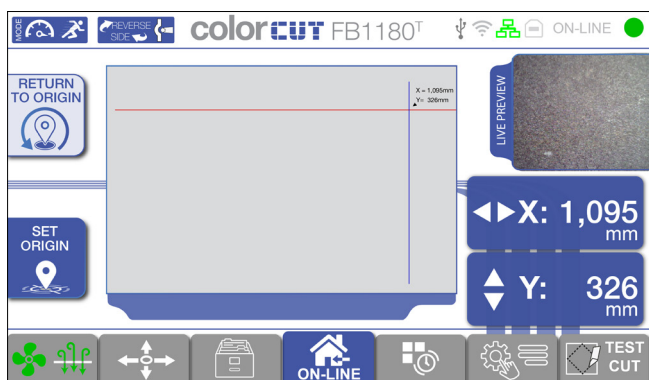 MODE
REVERSE
SIDE
colorcut FB1180T
ON-LINE
RETURN
TO ORIGIN
X = 1,095mm
Y= 326mm
LIVE PREVIEW
SET
ORIGIN
X: 1,095
mm
Y: 326
mm
ON-LINE
TEST
CUT